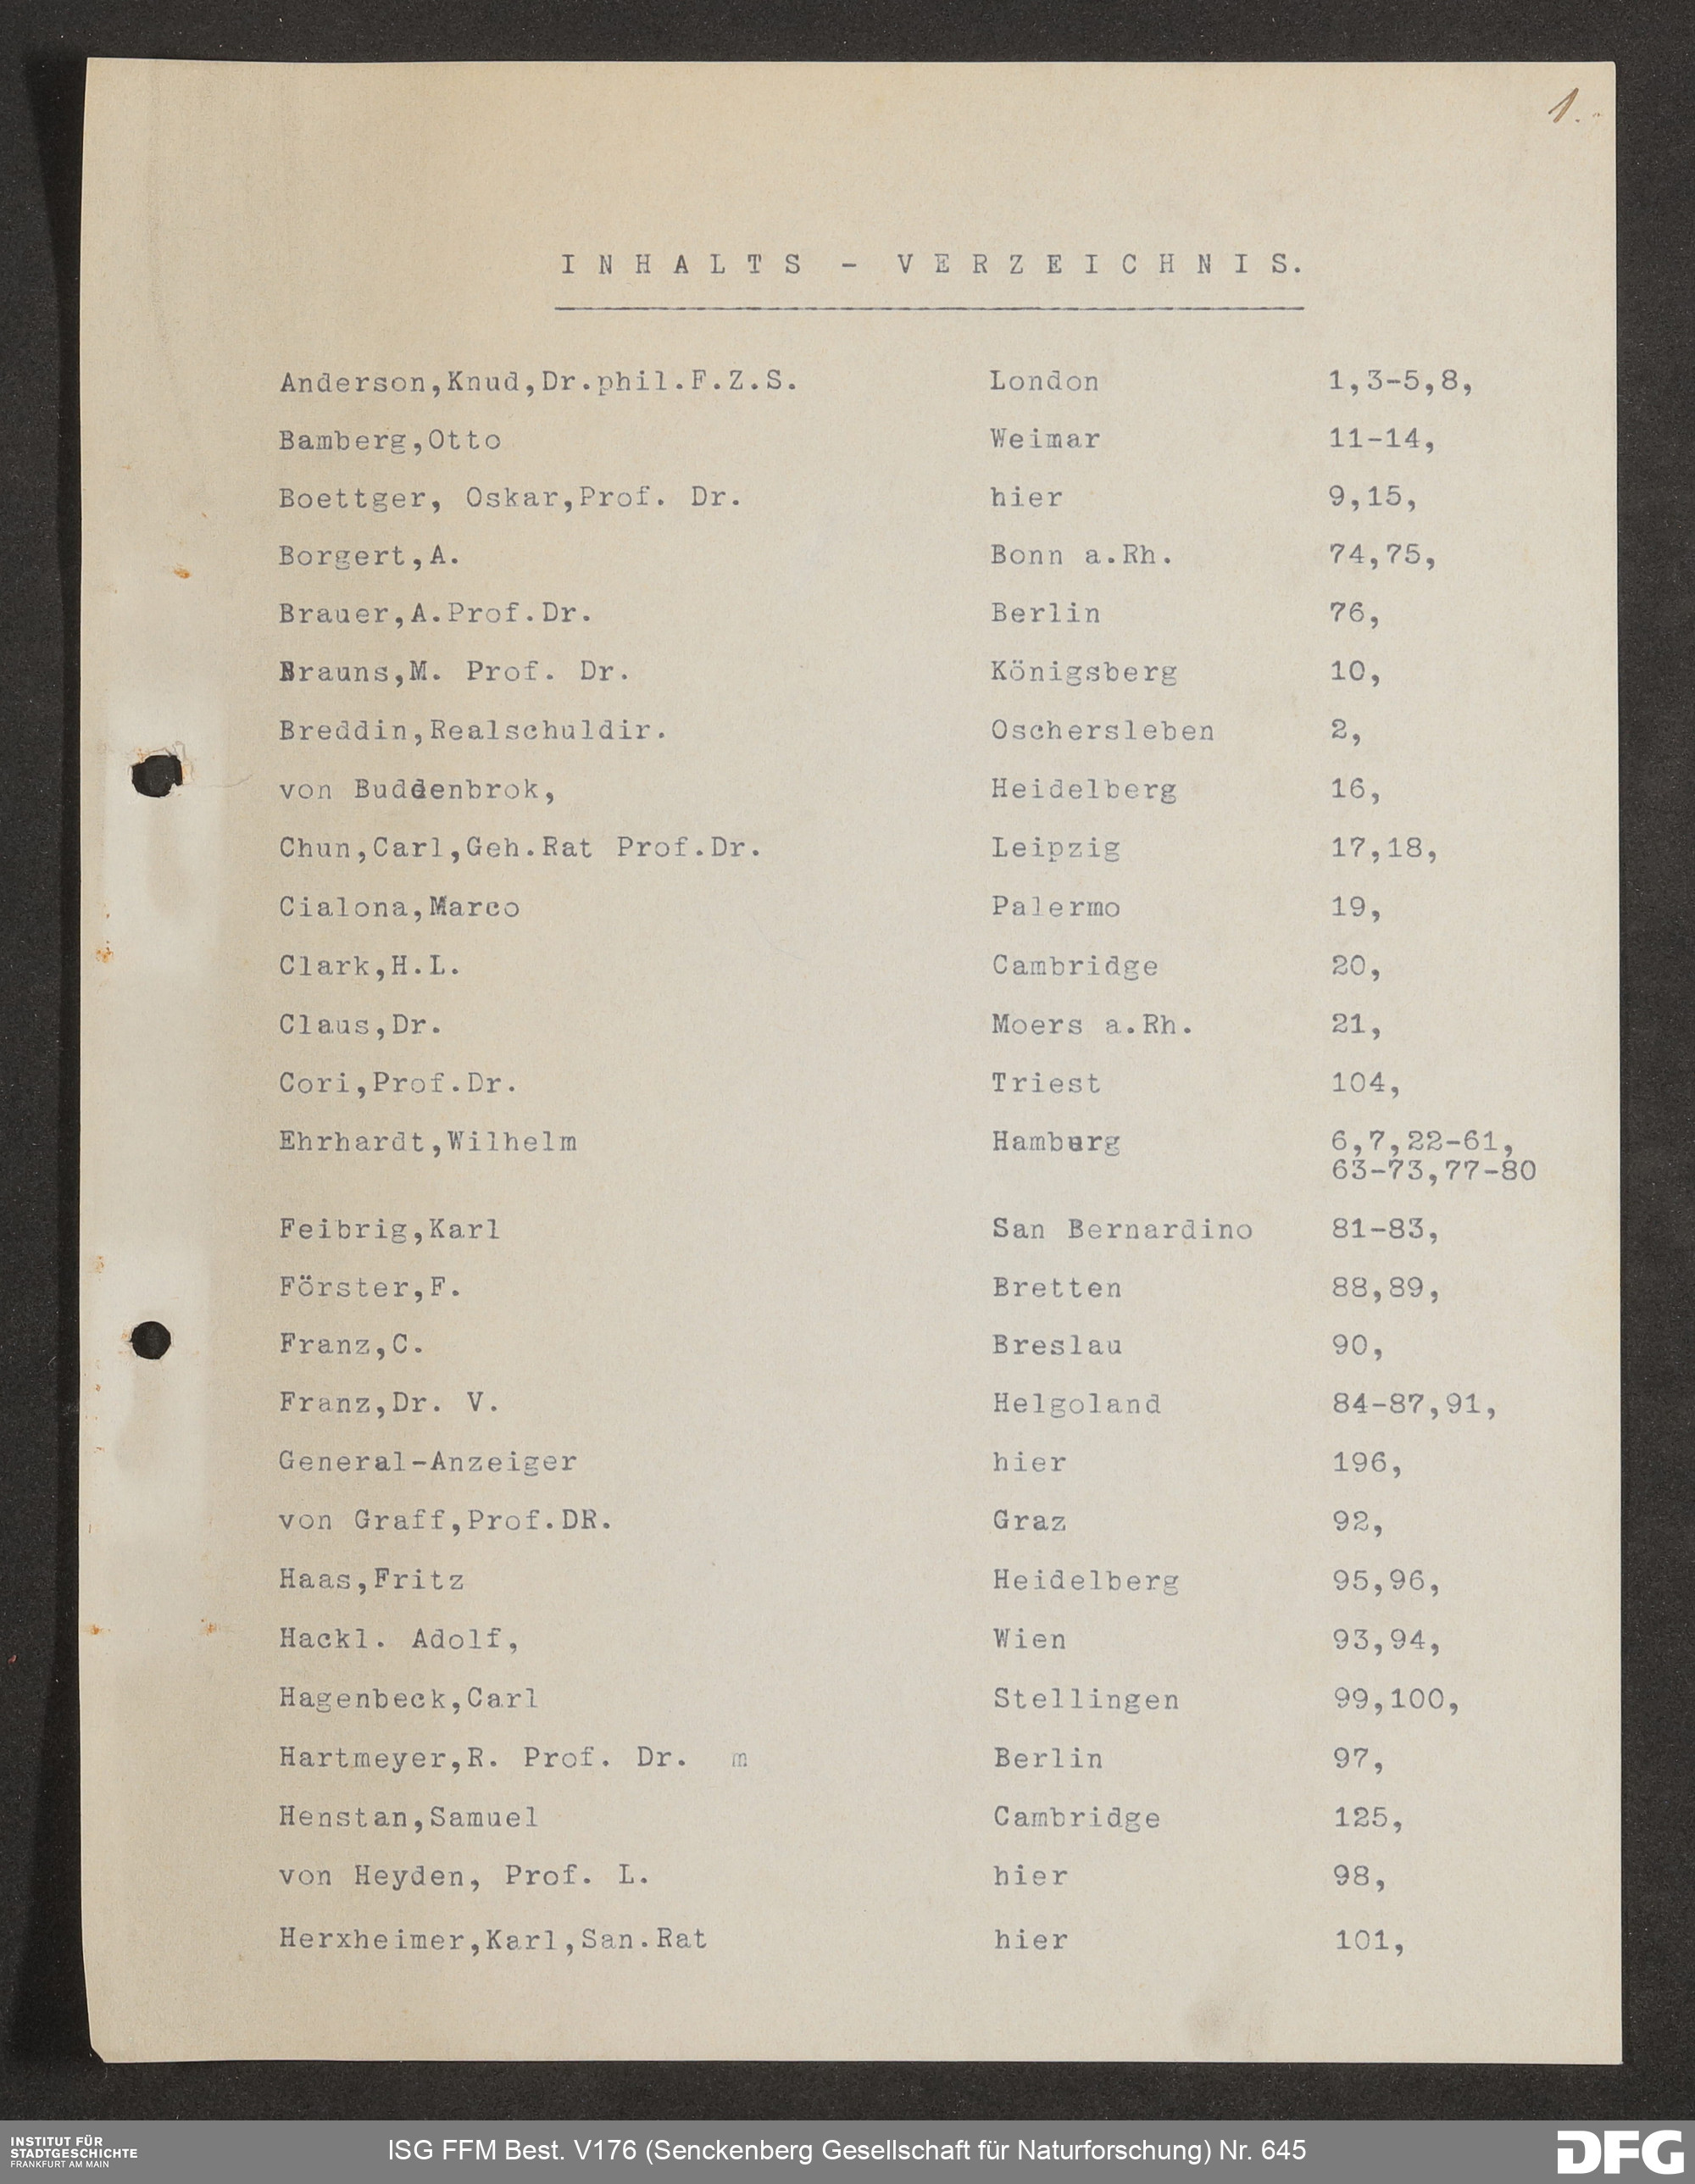 1.
INHALTS - VERZEICHNIS.
Anderson,Knud,Dr.phil.F.Z.S. London 1,3-5,8,
Bamberg,Otto Weimar 11-14,
Boettger, Oskar,Prof. Dr. hier 9,15,
Borgert,A. Bonn a.Rh. 74,75,
Brauer,A.Prof.Dr. Berlin 76,
Brauns,M. Prof. Dr. Königsberg 10,
Breddin,Realschuldir. Oschersleben 2,
von Buddenbrok, Heidelberg 16,
Chun,Carl,Geh.Rat Prof.Dr. Leipzig 17,18,
Cialona,Marco Palermo 19,
Clark,H.L. Cambridge 20,
Claus,Dr. Moers a.Rh. 21,
Cori,Prof.Dr. Triest 104,
Ehrhardt,Wilhelm Hamburg 6,7,22-61,
63-73,77-80
Feibrig,Karl San Bernardino 81-83,
Förster,F. Bretten 88,89,
Franz,C. Breslau 90,
Franz,Dr. V. Helgoland 84-87,91,
General-Anzeiger hier 196,
von Graff,Prof.DR. Graz 92,
Haas,Fritz Heidelberg 95,96,
Hackl. Adolf, Wien 93,94,
Hagenbeck,Carl Stellingen 99,100,
Hartmeyer,R. Prof. Dr. m Berlin 97,
Henstan,Samuel Cambridge 125,
von Heyden, Prof. L. hier 98,
Herxheimer,Karl,San.Rat hier 101,
INSTITUT FÜR
STADTGESCHICHTE
FRANKFURT AM MAIN
ISG FFM Best. V176 (Senckenberg Gesellschaft für Naturforschung) Nr. 645
DFG